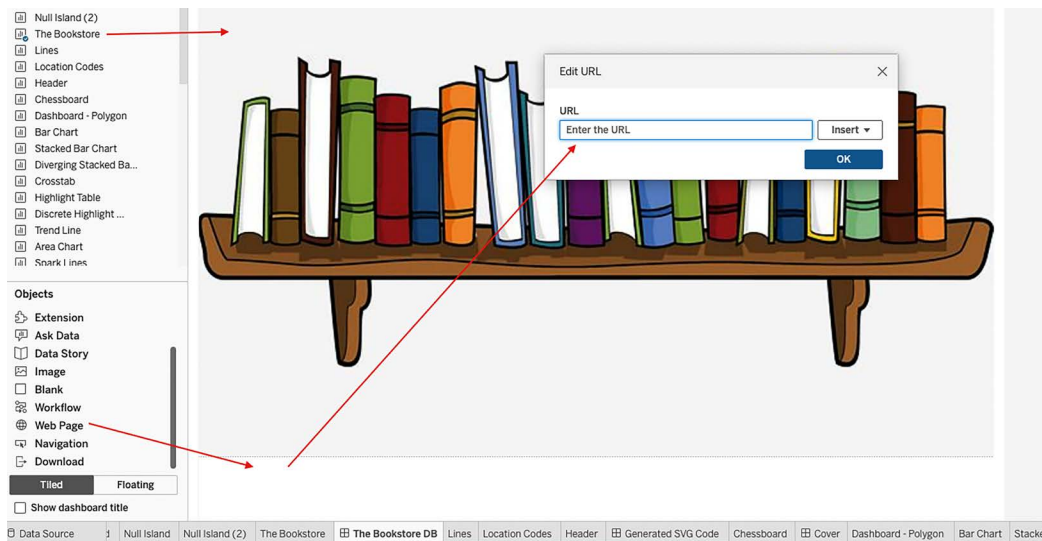 Null Island (2)
The Bookstore
Lines
Location Codes
Header
Chessboard
Dashboard - Polygon
Bar Chart
Stacked Bar Chart
Diverging Stacked Ba...
Crosstab
Highlight Table
Discrete Highlight ...
Trend Line
Area Chart
Spark Lines
Objects
Extension
Ask Data
Data Story
Image
Blank
Workflow
Web Page
Navigation
Download
Tiled Floating
Show dashboard title
Edit URL
URL
Enter the URL Insert
OK
Data Source Null Island Null Island (2) The Bookstore The Bookstore DB Lines Location Codes Header Generated SVG Code Chessboard Cover Dashboard - Polygon Bar Chart Stacke